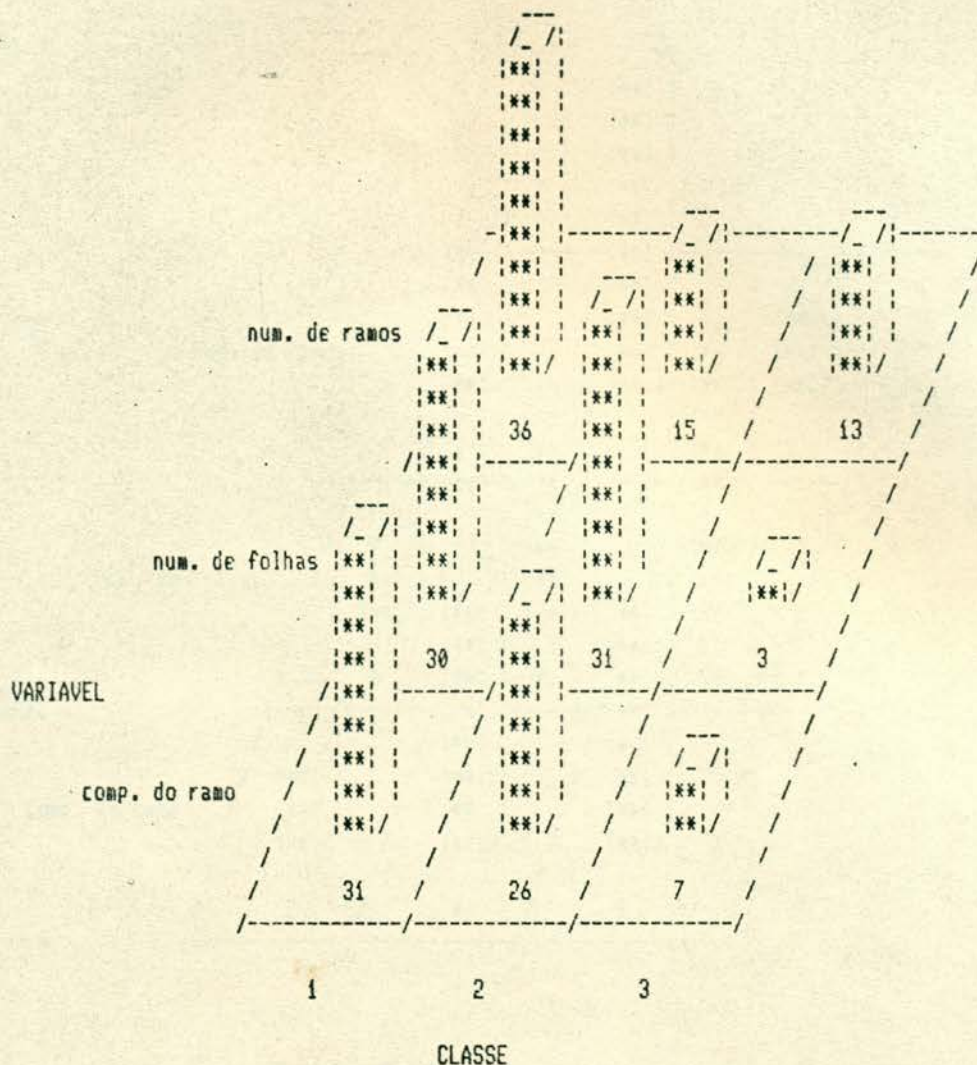 num. de ramos
36 15 13
num. de folhas
30 31 3
VARIAVEL
comp. do ramo
31 26 7
1 2 3
CLASSE